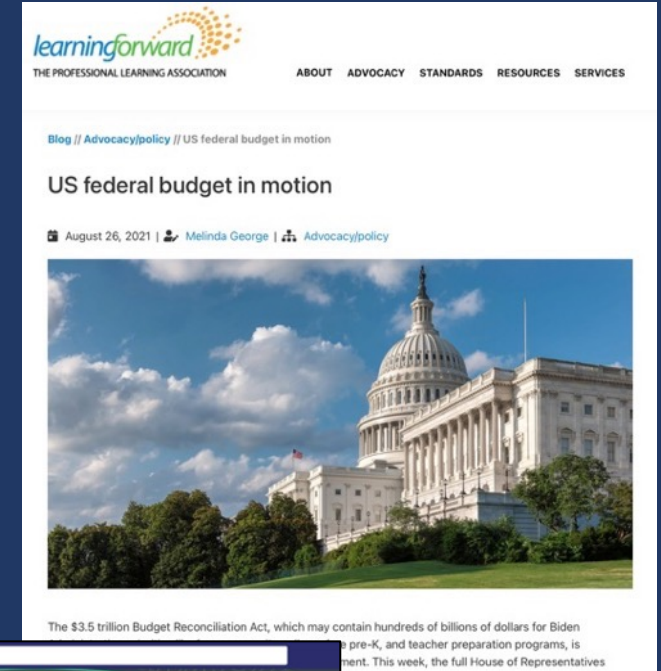 learningforward
THE PROFESSIONAL LEARNING ASSOCIATION
ABOUT ADVOCACY STANDARDS RESOURCES SERVICES
Blog // Advocacy/policy // US federal budget in motion
US federal budget in motion
August 26, 2021 | Melinda George | Advocacy/policy
The $3.5 trillion Budget Reconciliation Act, which may contain hundreds of billions of dollars for Biden
pre-K, and teacher preparation programs, is
ment. This week, the full House of Representatives